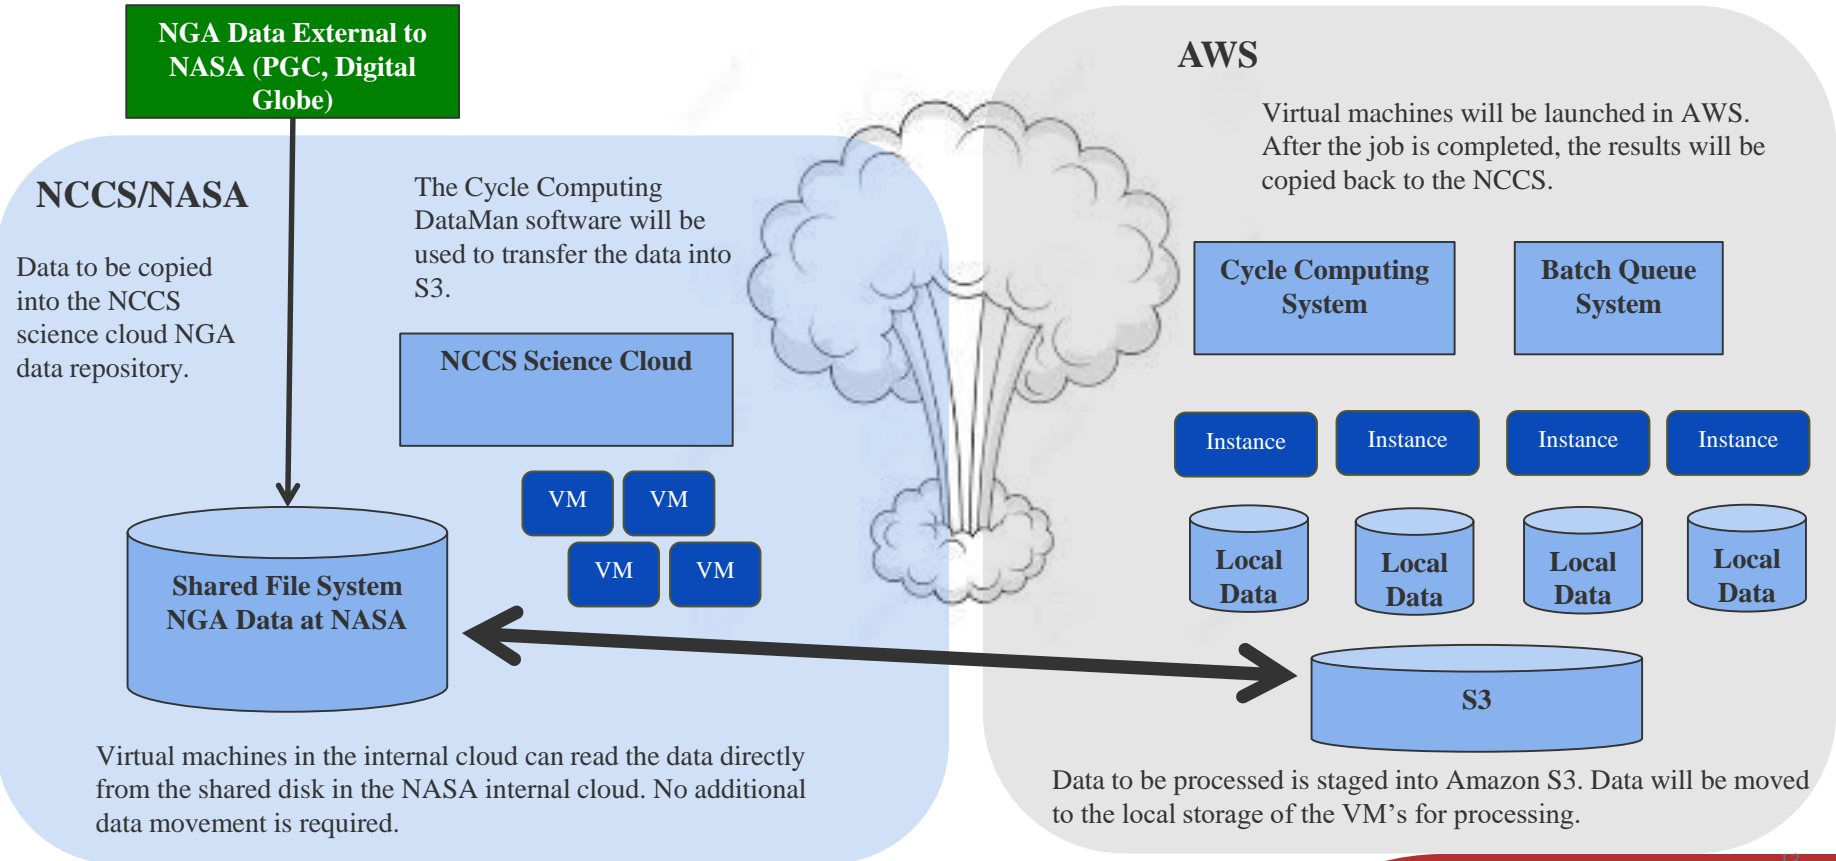 NGA Data External to
NASA (PGC, Digital
Globe)
NCCS/NASA
Data to be copied
into the NCCS
science cloud NGA
data repository.
The Cycle Computing
DataMan software will be
used to transfer the data into
S3.
NCCS Science Cloud
VM
VM
VM
VM
Shared File System
NGA Data at NASA
Virtual machines in the internal cloud can read the data directly
from the shared disk in the NASA internal cloud. No additional
data movement is required.
AWS
Virtual machines will be launched in AWS.
After the job is completed, the results will be
copied back to the NCCS.
Cycle Computing
System
Batch Queue
System
Instance
Instance
Instance
Instance
Local
Data
Local
Data
Local
Data
Local
Data
S3
Data to be processed is staged into Amazon S3. Data will be moved
to the local storage of the VM's for processing.